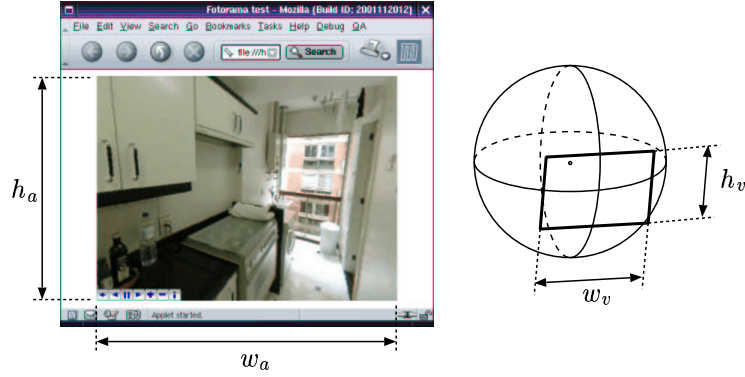 Fotorama test - Mozilla {Build ID: 2001112012}
File Edit View Search Go Bookmarks Tasks Help Debug QA
file:///h Search
h_a
h_v
Applet started.
w_v
w_a